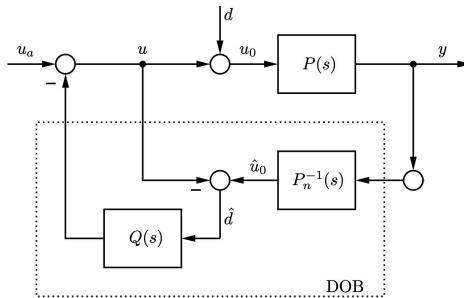 d
u_a
u
u_0
P(s)
y
−
û_0
P_n^{-1}(s)
−
d̂
Q(s)
DOB